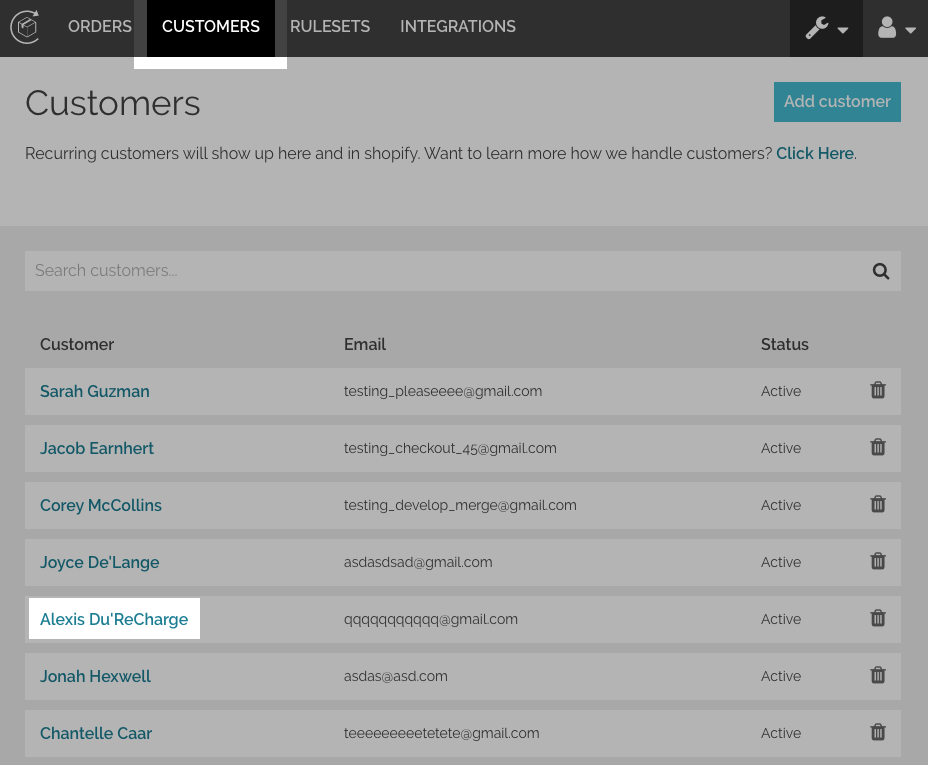 ORDERS CUSTOMERS RULESETS INTEGRATIONS
Customers
Add customer
Recurring customers will show up here and in shopify. Want to learn more how we handle customers? Click Here.
Search customers...
Customer Email Status
Sarah Guzman testing_pleaseeee@gmail.com Active
Jacob Earnhert testing_checkout_45@gmail.com Active
Corey McCollins testing_develop_merge@gmail.com Active
Joyce De'Lange asdasdsad@gmail.com Active
Alexis Du'ReCharge qqqqqqqqqqq@gmail.com Active
Jonah Hexwell asdas@asd.com Active
Chantelle Caar teeeeeeeeetetete@gmail.com Active